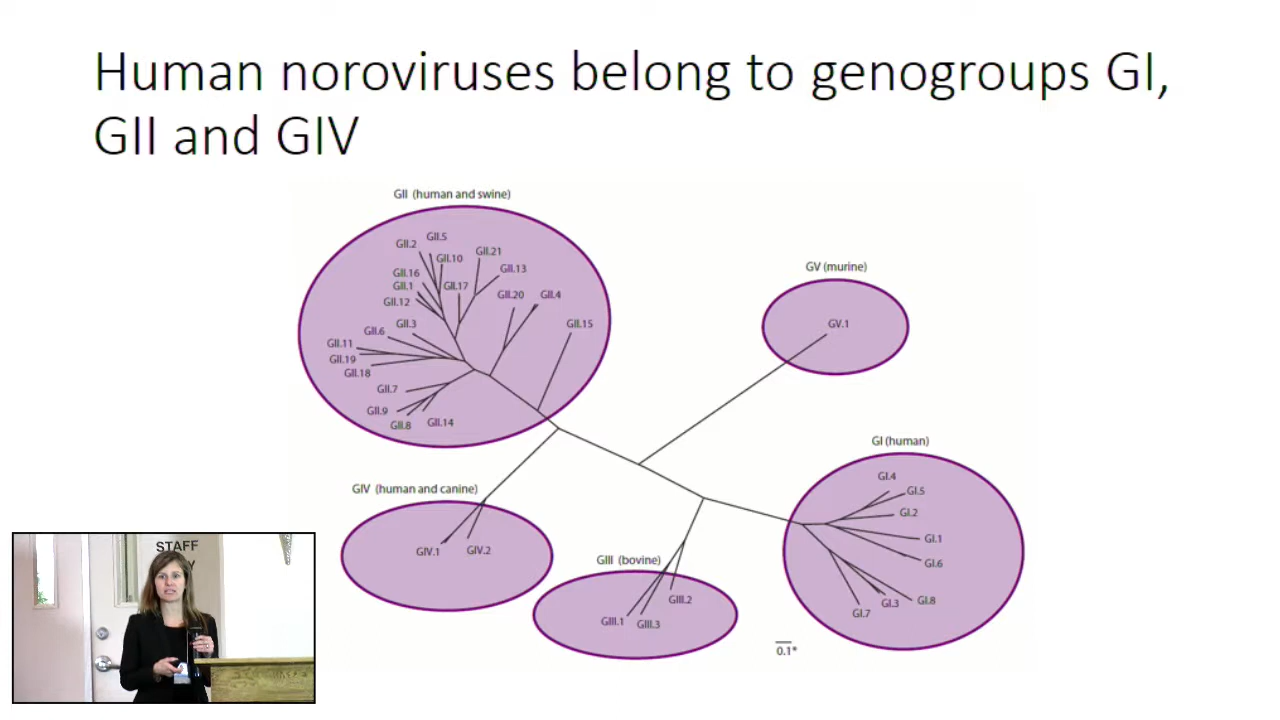 Human noroviruses belong to genogroups GI,
GII and GIV
GII (human and swine)
GII.2
GII.5
GII.10
GII.21
GII.13
GII.16
GII.1
GII.17
GII.12
GII.20
GII.4
GII.3
GII.6
GII.15
GII.11
GII.19
GII.18
GII.7
GII.9
GII.8
GII.14
GV (murine)
GV.1
GI (human)
GI.4
GI.5
GI.2
GI.1
GI.6
GI.8
GI.3
GI.7
GIV (human and canine)
GIV.1
GIV.2
GIII (bovine)
GIII.2
GIII.1
GIII.3
0.1*
STAFF